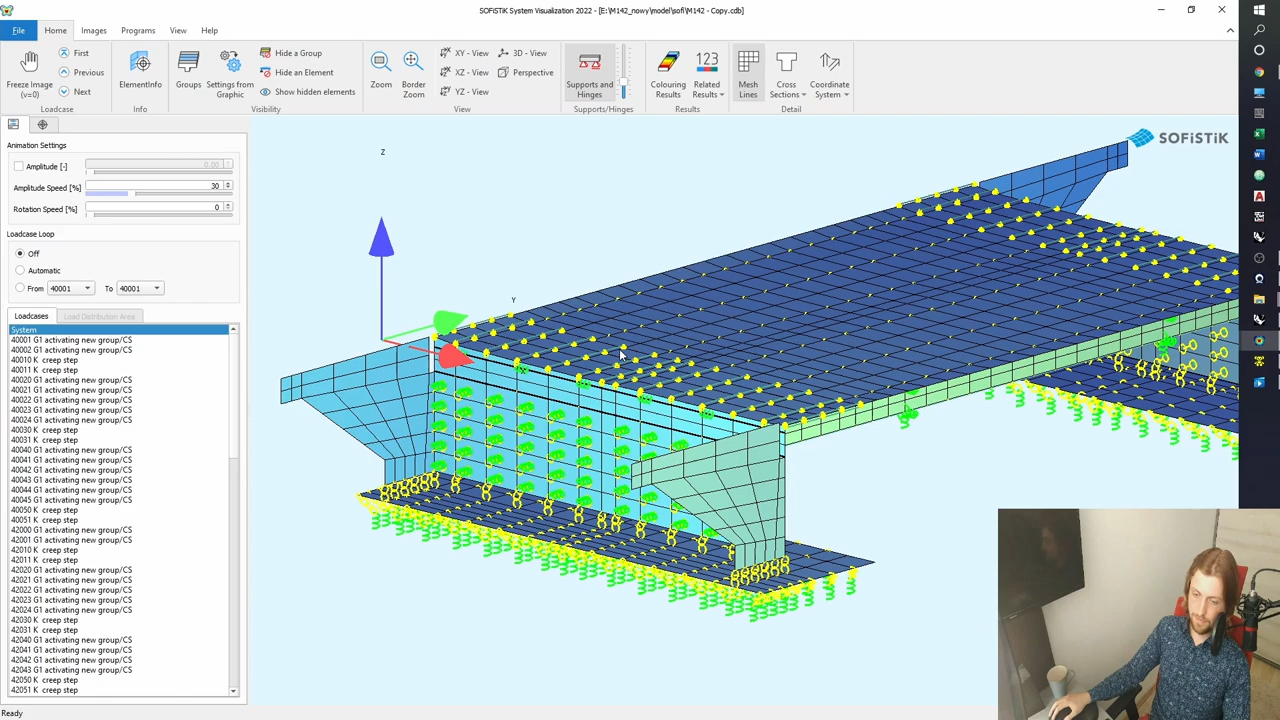 SOFiSTiK System Visualization 2022 - [E:\M142_nowy\model\sofi\M142 - Copy.cdb]
File Home Images Programs View Help
Freeze Image (v=0)
First
Previous
Next
Loadcase
ElementInfo
Info
Groups
Settings from Graphic
Hide a Group
Hide an Element
Show hidden elements
Visibility
Zoom
Border Zoom
XY - View
XZ - View
YZ - View
3D - View
Perspective
View
Supports and Hinges
Supports/Hinges
Colouring Results
123
Related Results
Results
Mesh Lines
Cross Sections
Coordinate System
Detail
Animation Settings
Amplitude [-] 0.00
Amplitude Speed [%] 30
Rotation Speed [%] 0
Loadcase Loop
Off
Automatic
From 40001 To 40001
Loadcases Load Distribution Area
System
40001 G1 activating new group/CS
40002 G1 activating new group/CS
40010 K creep step
40011 K creep step
40020 G1 activating new group/CS
40021 G1 activating new group/CS
40022 G1 activating new group/CS
40023 G1 activating new group/CS
40024 G1 activating new group/CS
40030 K creep step
40031 K creep step
40040 G1 activating new group/CS
40041 G1 activating new group/CS
40042 G1 activating new group/CS
40043 G1 activating new group/CS
40044 G1 activating new group/CS
40045 G1 activating new group/CS
40050 K creep step
40051 K creep step
42000 G1 activating new group/CS
42001 G1 activating new group/CS
42010 K creep step
42011 K creep step
42020 G1 activating new group/CS
42021 G1 activating new group/CS
42022 G1 activating new group/CS
42023 G1 activating new group/CS
42024 G1 activating new group/CS
42030 K creep step
42031 K creep step
42040 G1 activating new group/CS
42041 G1 activating new group/CS
42042 G1 activating new group/CS
42043 G1 activating new group/CS
42050 K creep step
42051 K creep step
Ready
Z
Y
SOFiSTiK